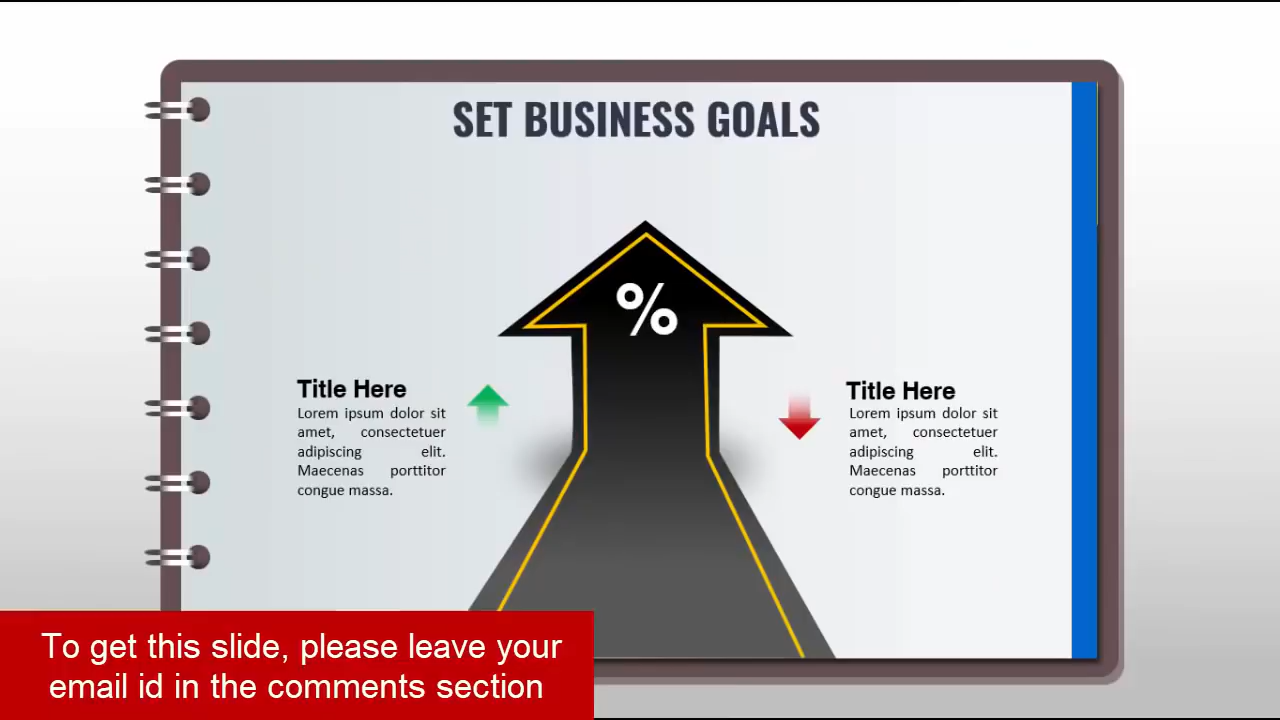 SET BUSINESS GOALS
%
Title Here
Lorem ipsum dolor sit
amet, consectetuer
adipiscing elit.
Maecenas porttitor
congue massa.
Title Here
Lorem ipsum dolor sit
amet, consectetuer
adipiscing elit.
Maecenas porttitor
congue massa.
To get this slide, please leave your
email id in the comments section